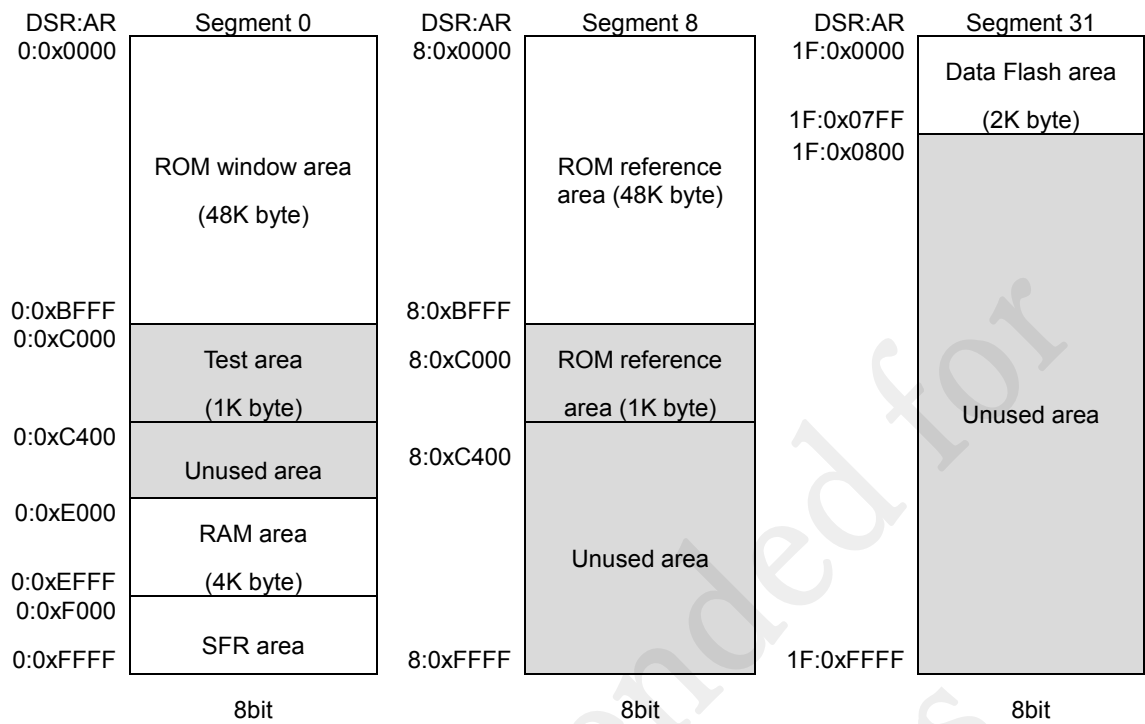 DSR:AR Segment 0
0:0x0000
ROM window area
(48K byte)
0:0xBFFF
0:0xC000
Test area
(1K byte)
0:0xC400
Unused area
0:0xE000
RAM area
0:0xEFFF (4K byte)
0:0xF000
SFR area
0:0xFFFF
8bit
DSR:AR Segment 8
8:0x0000
ROM reference
area (48K byte)
8:0xBFFF
8:0xC000 ROM reference
area (1K byte)
8:0xC400
Unused area
8:0xFFFF
8bit
DSR:AR Segment 31
1F:0x0000
Data Flash area
1F:0x07FF (2K byte)
1F:0x0800
Unused area
1F:0xFFFF
8bit
ended for